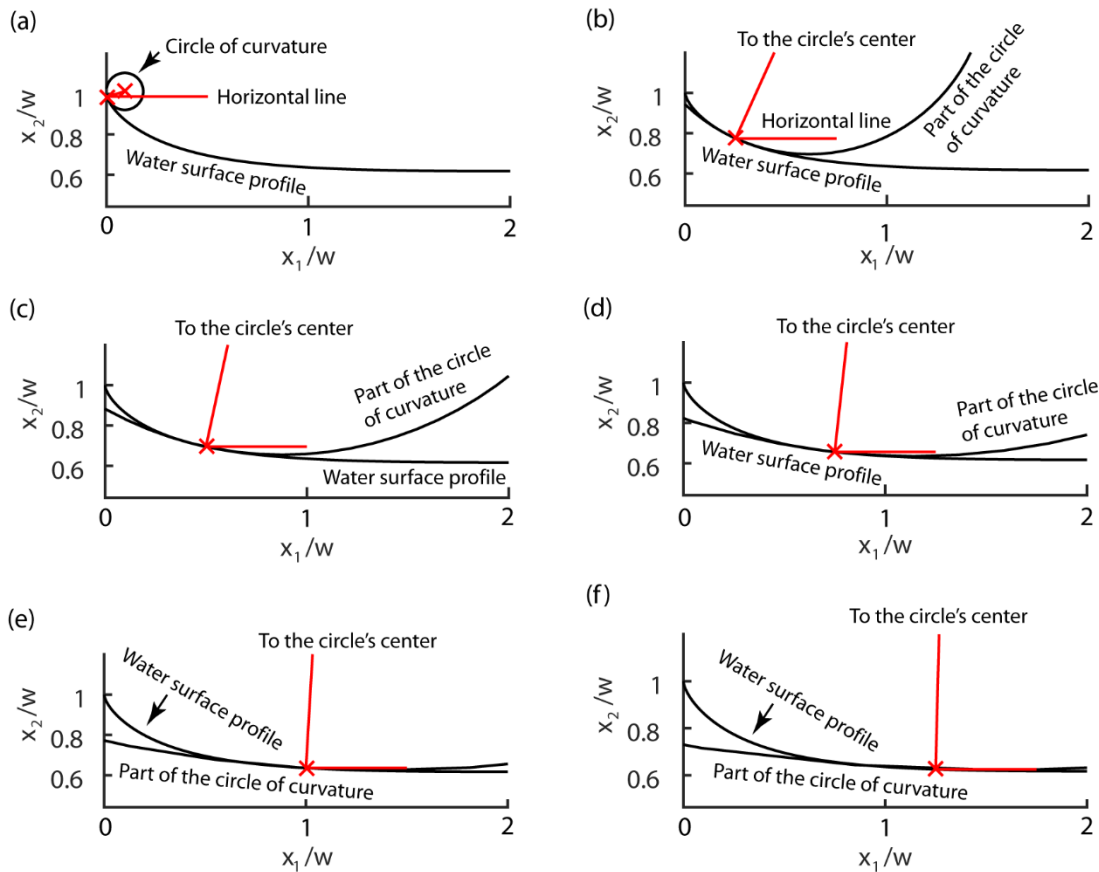 (a)
Circle of curvature
Horizontal line
Water surface profile
x2/w
1
0.8
0.6
0
1
2
x1/w
(b)
To the circle's center
Horizontal line
Part of the circle
of curvature
Water surface profile
x2/w
1
0.8
0.6
0
1
2
x1/w
(c)
To the circle's center
Part of the circle
of curvature
Water surface profile
x2/w
1
0.8
0.6
0
1
2
x1/w
(d)
To the circle's center
Part of the circle
of curvature
Water surface profile
x2/w
1
0.8
0.6
0
1
2
x1/w
(e)
To the circle's center
Water surface profile
Part of the circle of curvature
x2/w
1
0.8
0.6
0
1
2
x1/w
(f)
To the circle's center
Water surface profile
Part of the circle of curvature
x2/w
1
0.8
0.6
0
1
2
x1/w